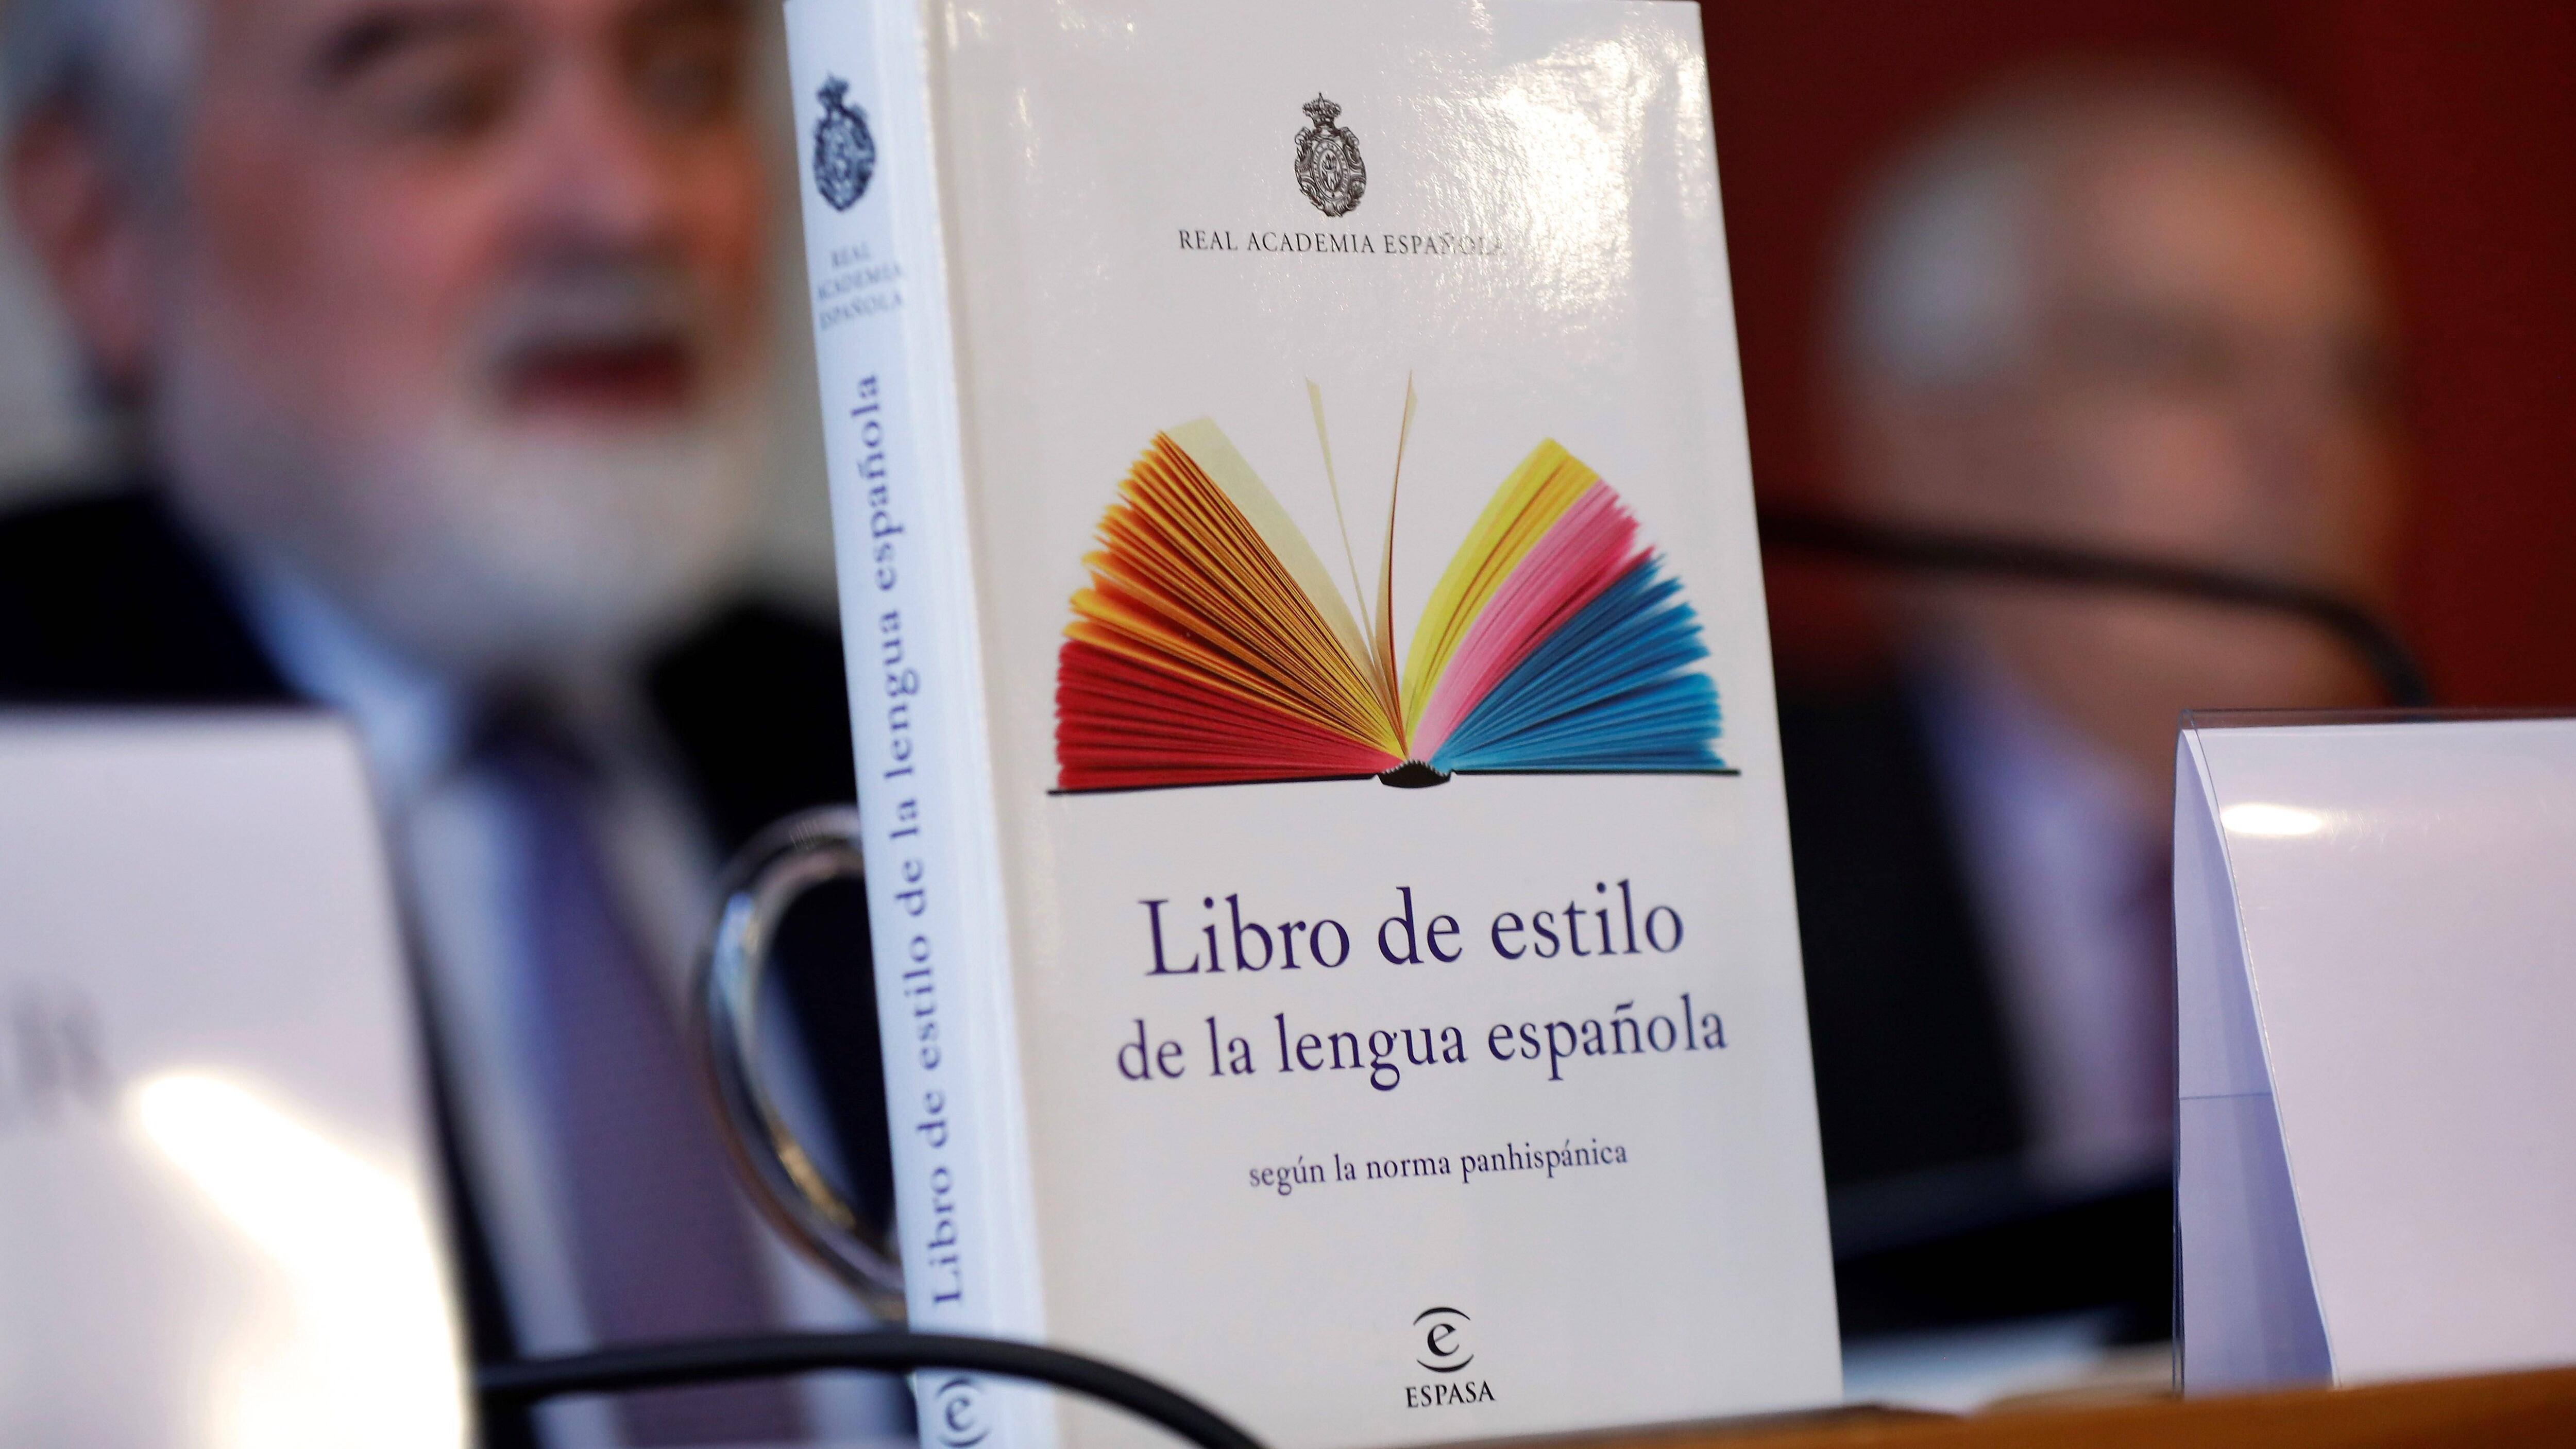 REAL
ACADEMIA
ESPAÑOLA
Libro de estilo de la lengua española
e
REAL ACADEMIA ESPAÑOLA
Libro de estilo
de la lengua española
según la norma panhispánica
e
ESPASA